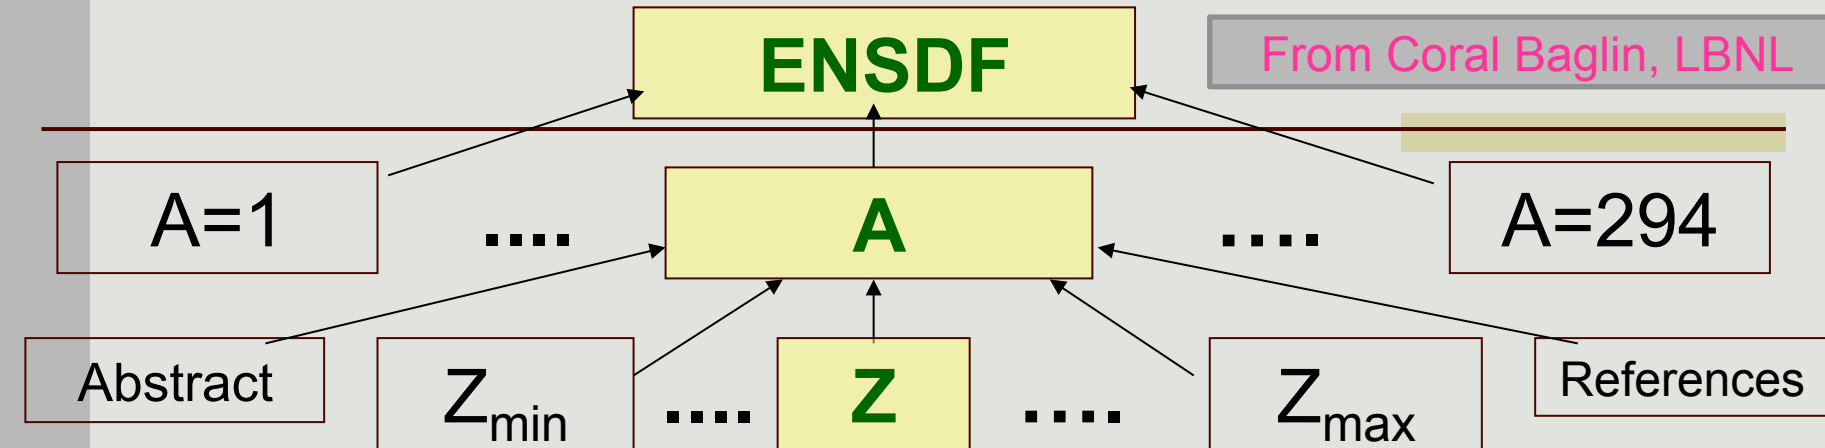 ENSDF
From Coral Baglin, LBNL
A=1 .... A .... A=294
Abstract Zmin .... Z .... Zmax References